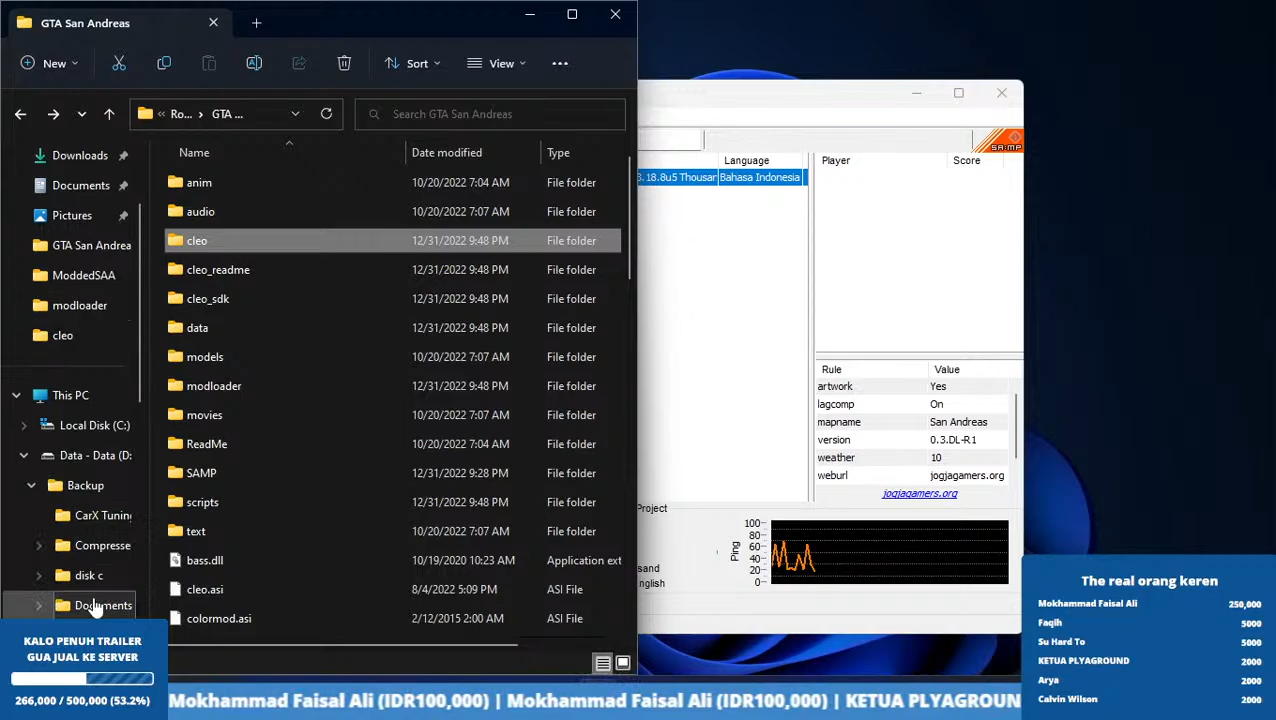 GTA San Andreas
New
Sort
View
Ro...
GTA ...
Search GTA San Andreas
Downloads
Documents
Pictures
GTA San Andrea
ModdedSAA
modloader
cleo
This PC
Local Disk (C:)
Data - Data (D:
Backup
CarX Tuning
Compresse
disk c
Documents
Name
Date modified
Type
anim 10/20/2022 7:04 AM File folder
audio 10/20/2022 7:07 AM File folder
cleo 12/31/2022 9:48 PM File folder
cleo_readme 12/31/2022 9:48 PM File folder
cleo_sdk 12/31/2022 9:48 PM File folder
data 12/31/2022 9:48 PM File folder
models 10/20/2022 7:07 AM File folder
modloader 12/31/2022 9:48 PM File folder
movies 10/20/2022 7:07 AM File folder
ReadMe 10/20/2022 7:04 AM File folder
SAMP 12/31/2022 9:28 PM File folder
scripts 12/31/2022 9:48 PM File folder
text 10/20/2022 7:07 AM File folder
bass.dll 10/19/2020 10:23 AM Application ext
cleo.asi ASI File
colormod.asi 2/12/2015 2:00 AM ASI File
SA:MP
Language
3.18.8u5 Thousan Bahasa Indonesia
Player Score
Rule Value
artwork Yes
lagcomp On
mapname San Andreas
version 0.3.DL-R1
weather 10
weburl jogjagamers.org
jogjagamers.org
Project
sand
nglish
Ping
100
80
60
40
20
0
The real orang keren
Mokhammad Faisal Ali 250,000
Faqih 5000
Su Hard To 5000
KETUA PLYAGROUND 2000
Arya 2000
Calvin Wilson 2000
KALO PENUH TRAILER
GUA JUAL KE SERVER
266,000 / 500,000 (53.2%)
Mokhammad Faisal Ali (IDR100,000) | Mokhammad Faisal Ali (IDR100,000) | KETUA PLYAGROUN